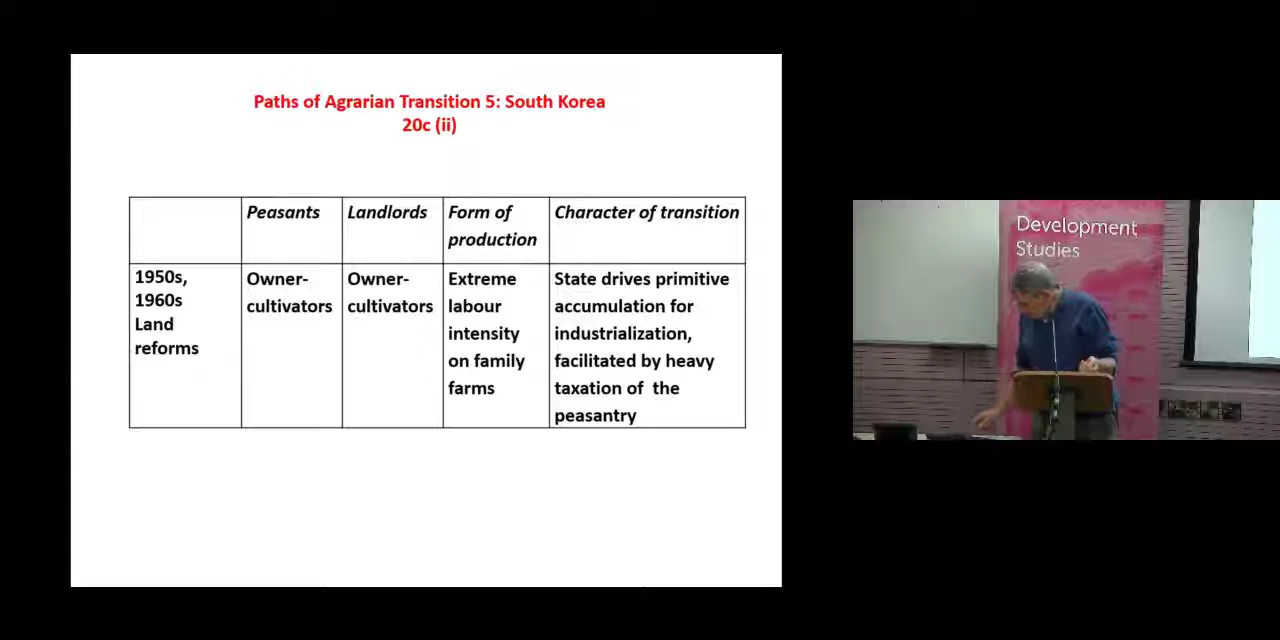 Paths of Agrarian Transition 5: South Korea
20c (ii)
Peasants
Landlords
Form of
production
Character of transition
1950s,
1960s
Land
reforms
Owner-
cultivators
Owner-
cultivators
Extreme
labour
intensity
on family
farms
State drives primitive
accumulation for
industrialization,
facilitated by heavy
taxation of the
peasantry
Development
Studies